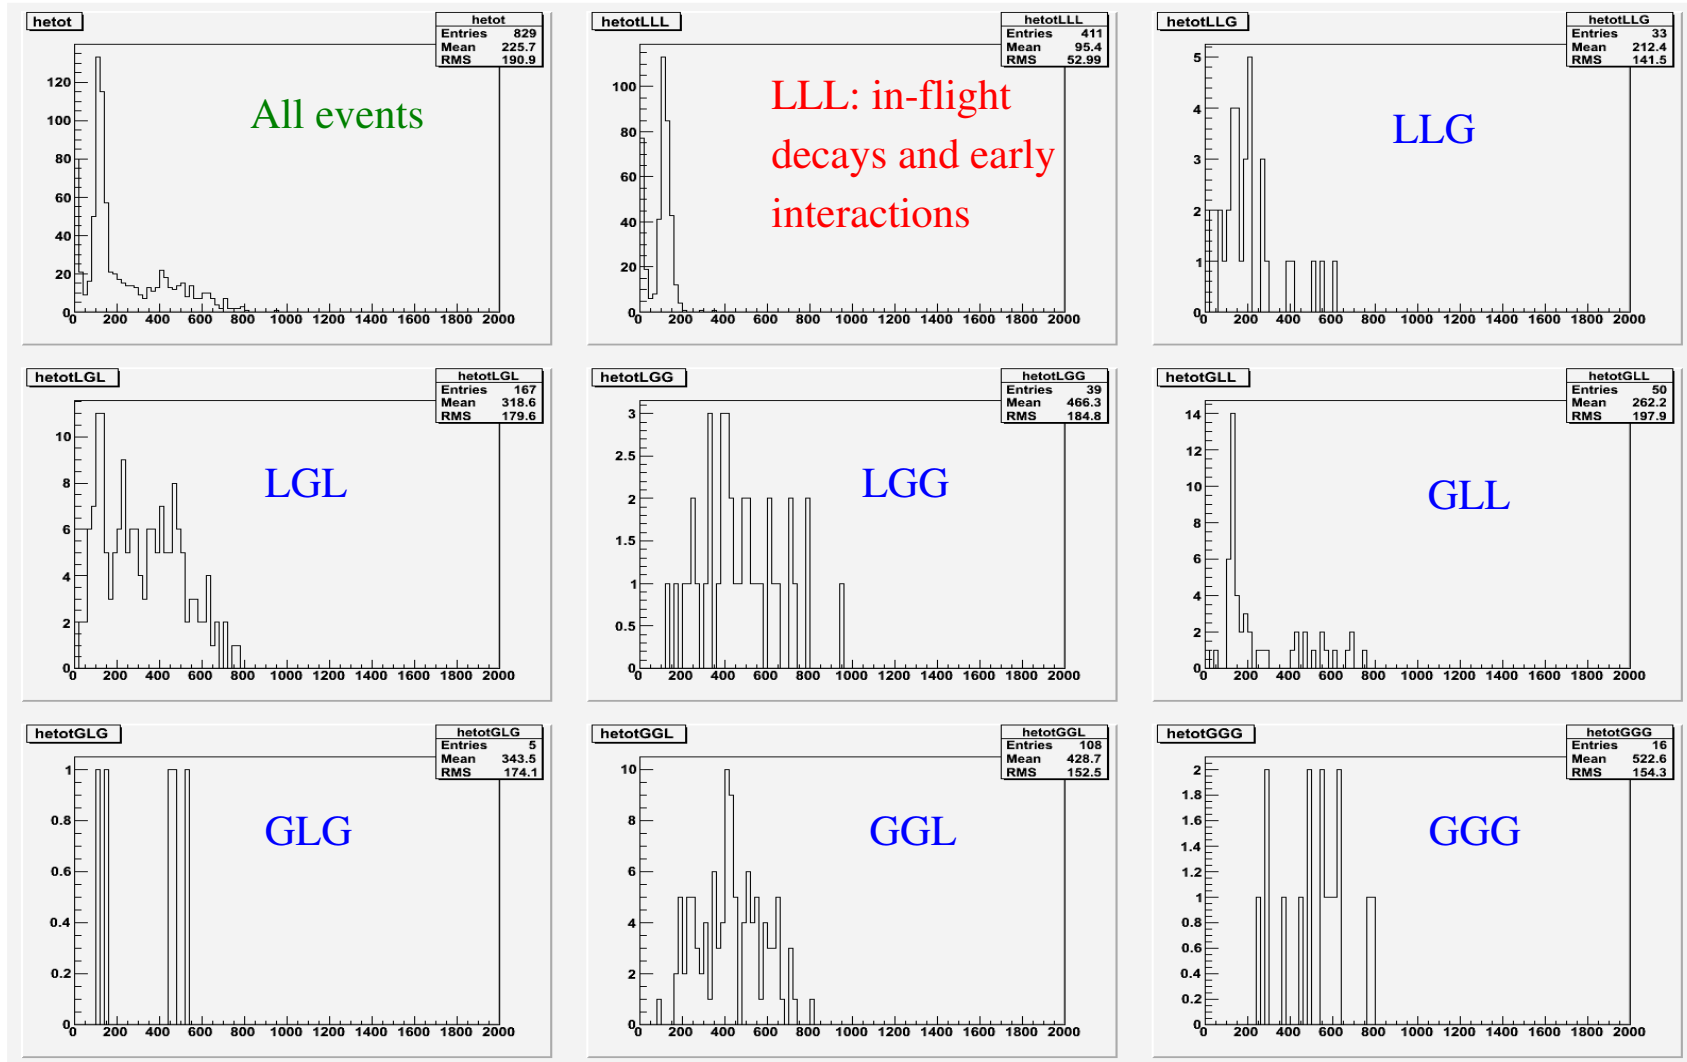 hetot
hetot
Entries 829
Mean 225.7
RMS 190.9
All events
120
100
80
60
40
20
0
0 200 400 600 800 1000 1200 1400 1600 1800 2000
hetotLLL
hetotLLL
Entries 411
Mean 95.4
RMS 52.99
LLL: in-flight
decays and early
interactions
100
80
60
40
20
0
0 200 400 600 800 1000 1200 1400 1600 1800 2000
hetotLLG
hetotLLG
Entries 33
Mean 212.4
RMS 141.5
LLG
5
4
3
2
1
0
0 200 400 600 800 1000 1200 1400 1600 1800 2000
hetotLGL
hetotLGL
Entries 167
Mean 318.6
RMS 179.6
LGL
10
8
6
4
2
0
0 200 400 600 800 1000 1200 1400 1600 1800 2000
hetotLGG
hetotLGG
Entries 39
Mean 466.3
RMS 184.8
LGG
3
2.5
2
1.5
1
0.5
0
0 200 400 600 800 1000 1200 1400 1600 1800 2000
hetotGLL
hetotGLL
Entries 50
Mean 262.2
RMS 197.9
GLL
14
12
10
8
6
4
2
0
0 200 400 600 800 1000 1200 1400 1600 1800 2000
hetotGLG
hetotGLG
Entries 5
Mean 343.5
RMS 174.1
GLG
1
0.8
0.6
0.4
0.2
0
0 200 400 600 800 1000 1200 1400 1600 1800 2000
hetotGGL
hetotGGL
Entries 108
Mean 428.7
RMS 152.5
GGL
10
8
6
4
2
0
0 200 400 600 800 1000 1200 1400 1600 1800 2000
hetotGGG
hetotGGG
Entries 16
Mean 522.6
RMS 154.3
GGG
2
1.8
1.6
1.4
1.2
1
0.8
0.6
0.4
0.2
0
0 200 400 600 800 1000 1200 1400 1600 1800 2000